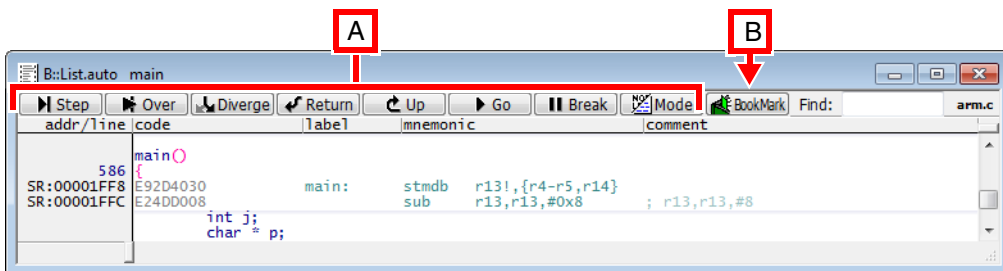 A B
B::List.auto main
Step Over Diverge Return Up Go Break Mode BookMark Find: arm.c
addr/line code label mnemonic comment
main()
586 {
SR:00001FF8 E92D4030 main: stmdb r13!,{r4-r5,r14}
SR:00001FFC E24DD008 sub r13,r13,#0x8 ; r13,r13,#8
int j;
char * p;